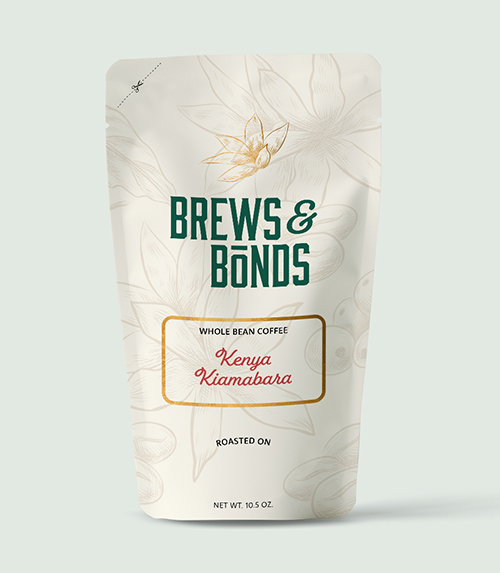 BREWS &
BŌNDS
WHOLE BEAN COFFEE
Kenya
Kiamabara
ROASTED ON
NET WT. 10.5 OZ.